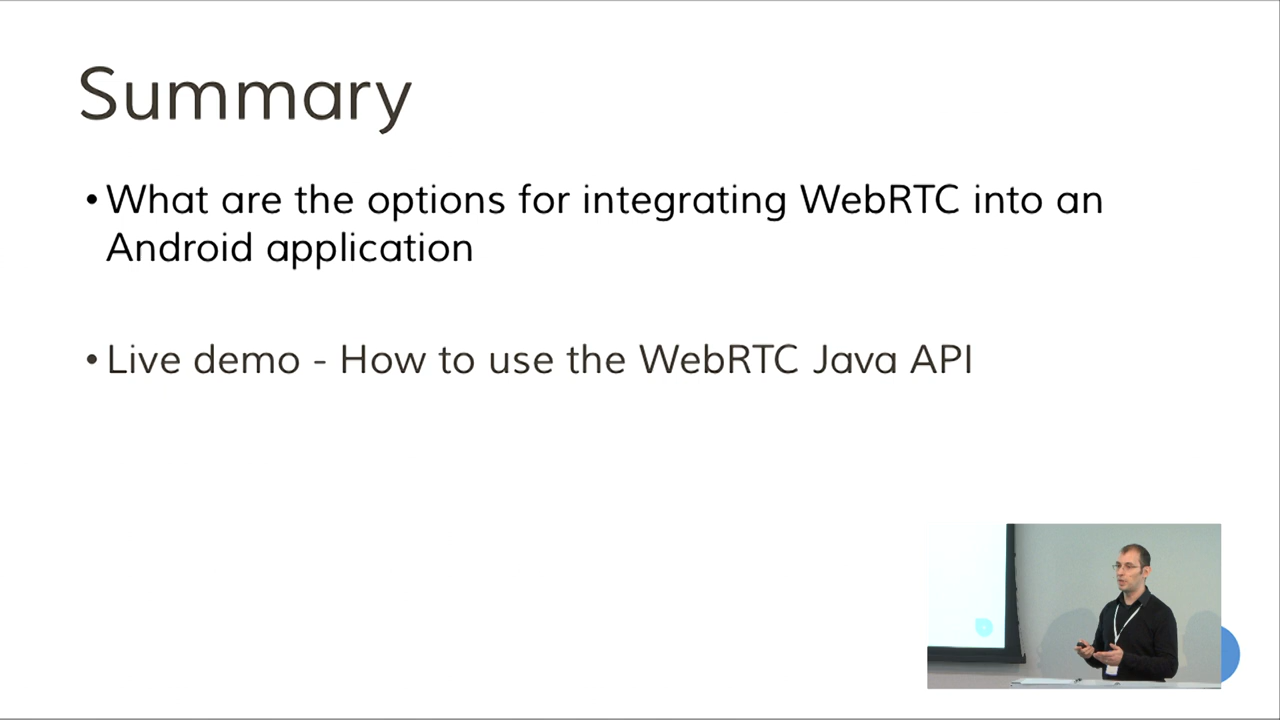 Summary
• What are the options for integrating WebRTC into an
Android application
• Live demo - How to use the WebRTC Java API